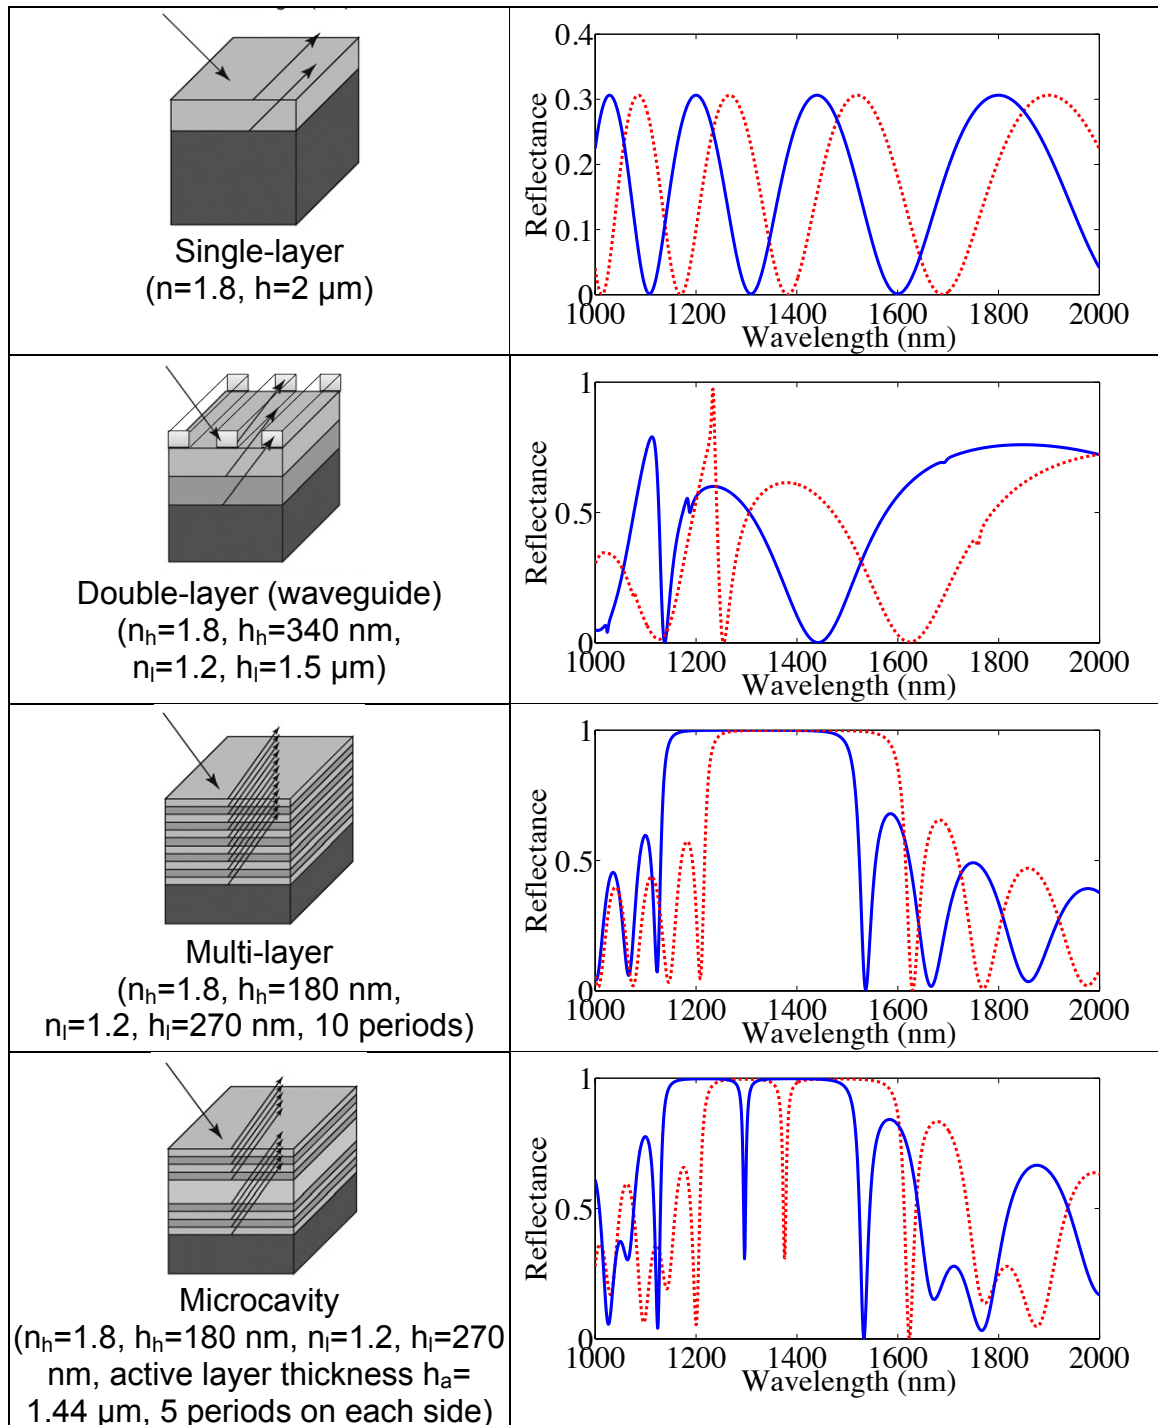 Single-layer
(n=1.8, h=2 µm)
0.4
0.3
0.2
0.1
0
Reflectance
1000 1200 1400 1600 1800 2000
Wavelength (nm)
Double-layer (waveguide)
(nh=1.8, hh=340 nm,
nl=1.2, hl=1.5 µm)
1
0.5
0
Reflectance
1000 1200 1400 1600 1800 2000
Wavelength (nm)
Multi-layer
(nh=1.8, hh=180 nm,
nl=1.2, hl=270 nm, 10 periods)
1
0.5
0
Reflectance
1000 1200 1400 1600 1800 2000
Wavelength (nm)
Microcavity
(nh=1.8, hh=180 nm, nl=1.2, hl=270
nm, active layer thickness ha=
1.44 µm, 5 periods on each side)
1
0.5
0
Reflectance
1000 1200 1400 1600 1800 2000
Wavelength (nm)